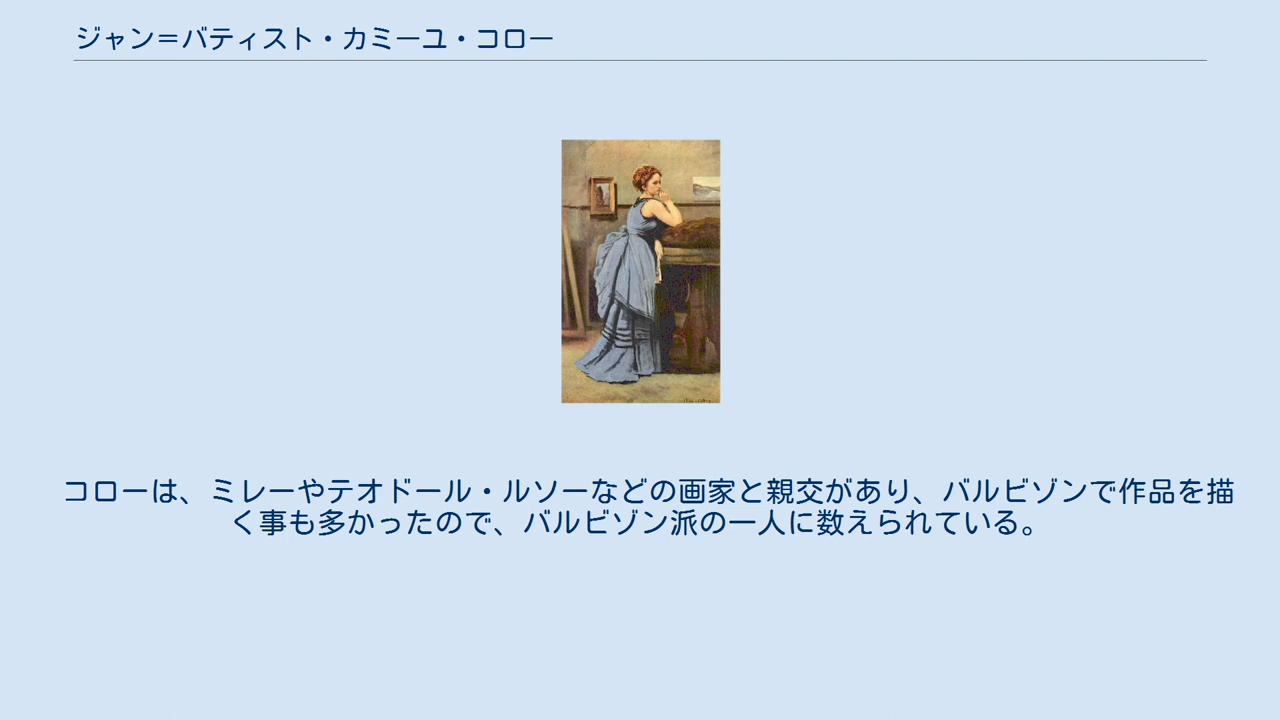 ジャン＝バティスト・カミーユ・コロー
コローは、ミレーやテオドール・ルソーなどの画家と親交があり、バルビゾンで作品を描
く事も多かったので、バルビゾン派の一人に数えられている。